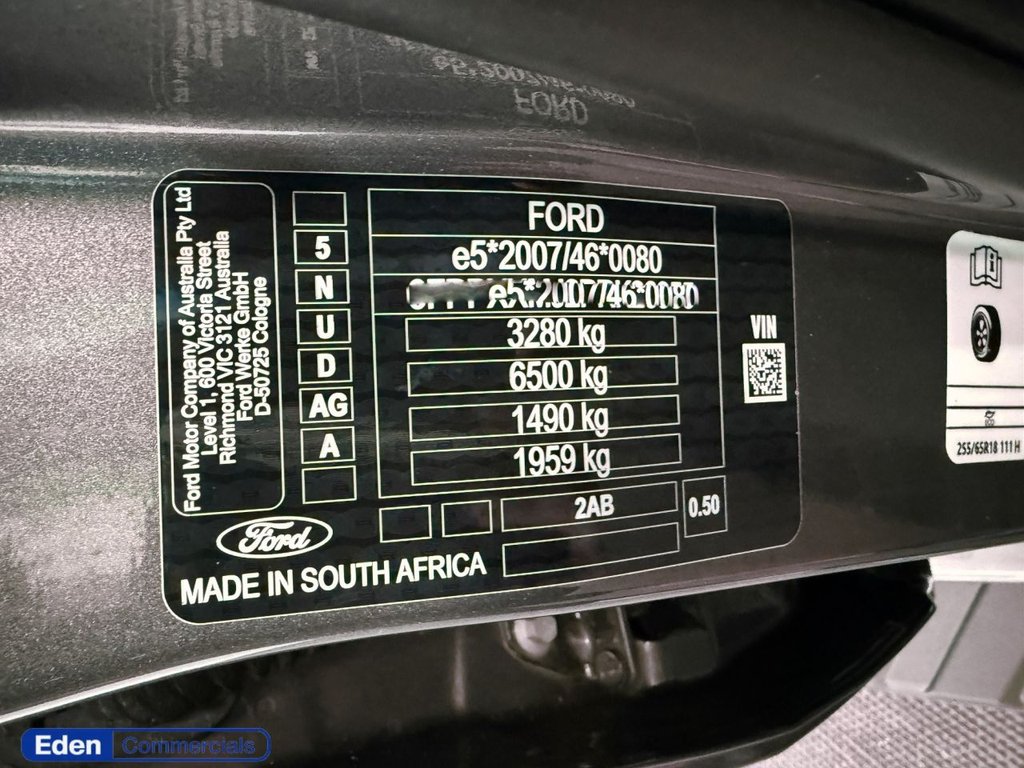 Ford Motor Company of Australia Pty Ltd
Level 1, 600 Victoria Street
Richmond VIC 3121 Australia
Ford Werke GmbH
D-50725 Cologne
5
N
U
D
AG
A
FORD
e5*2007/46*0080
3280 kg
6500 kg
1490 kg
1959 kg
2AB
0.50
VIN
Ford
MADE IN SOUTH AFRICA
255/65R18 111 H
FORD
Eden Commercials